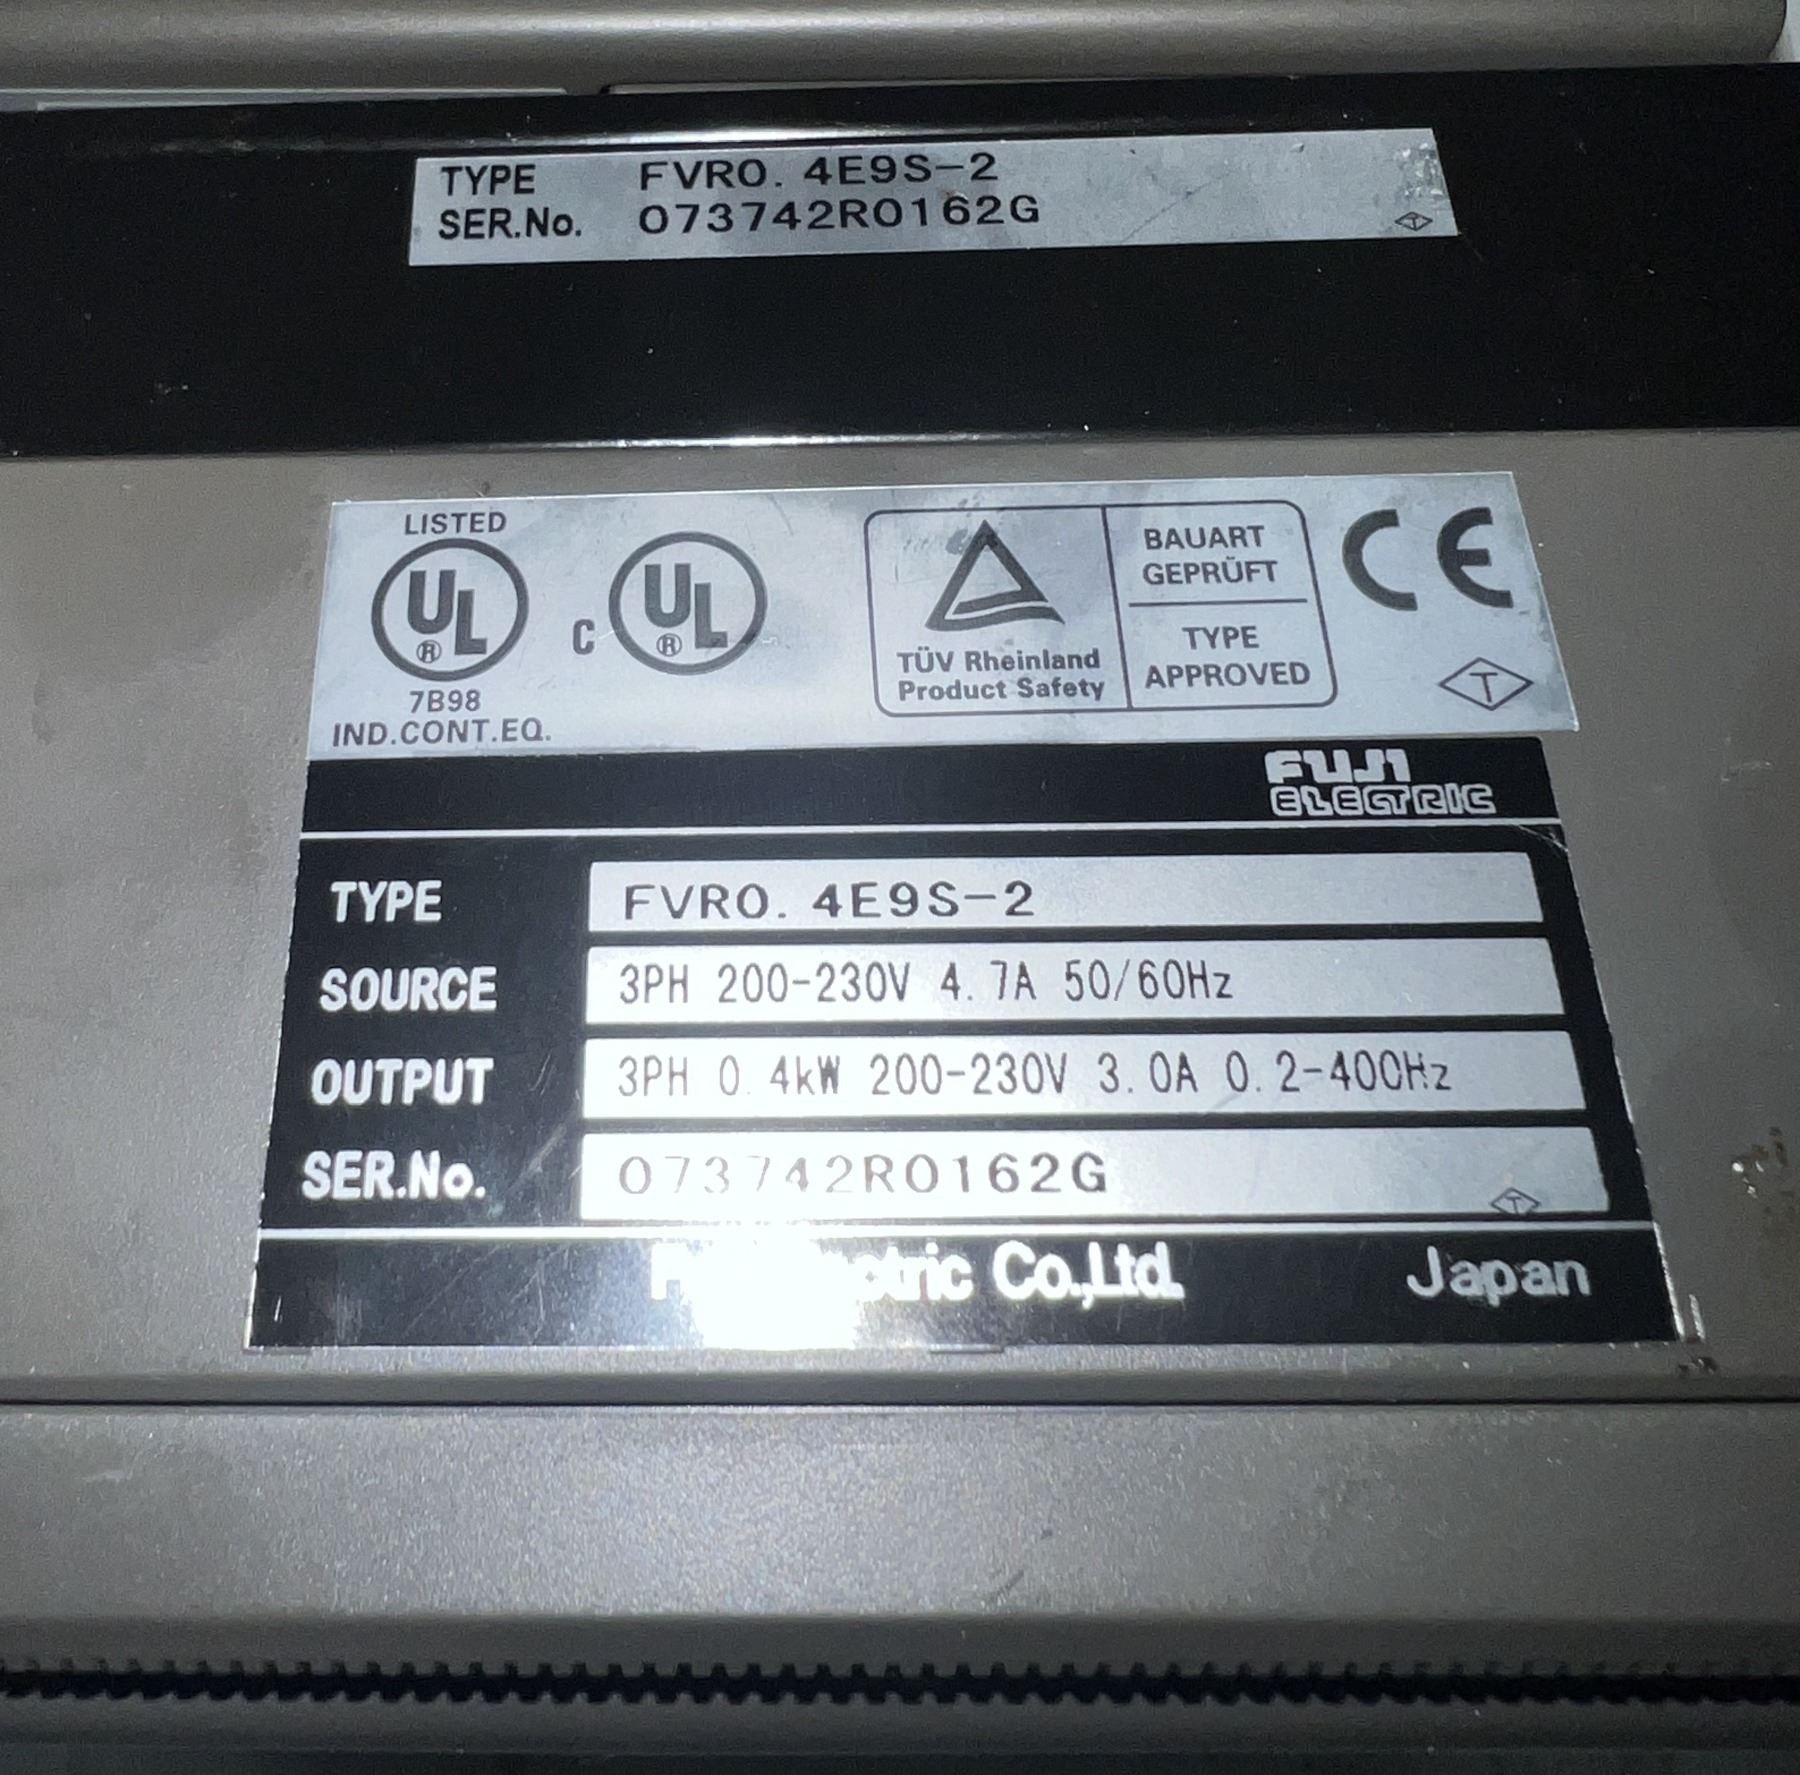 TYPE FVR0.4E9S-2
SER.No. 073742R0162G
LISTED
UL
®
C UL
®
7B98
IND.CONT.EQ.
TÜV Rheinland
Product Safety
BAUART
GEPRÜFT
TYPE
APPROVED
CE
T
FUJI
ELECTRIC
TYPE FVR0.4E9S-2
SOURCE 3PH 200-230V 4.7A 50/60Hz
OUTPUT 3PH 0.4kW 200-230V 3.0A 0.2-400Hz
SER.No. 073742R0162G
T
Co.,Ltd. Japan